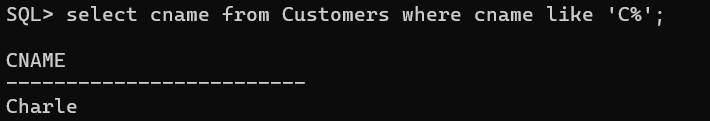 SQL> select cname from Customers where cname like 'C%';
CNAME
-------------------------
Charle